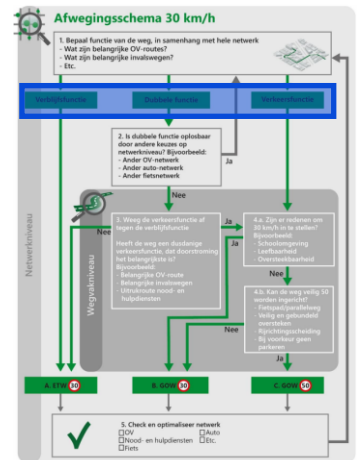 Afwegingsschema 30 km/h
1. Bepaal functie van de weg, in samenhang met hele netwerk
- Wat zijn belangrijke OV-routes?
- Wat zijn belangrijke invalswegen?
- Etc.
Verblijfsfunctie
Dubbele functie
Verkeersfunctie
2. Is dubbele functie oplosbaar
door andere keuzes op
netwerkniveau? Bijvoorbeeld:
- Ander OV-netwerk
- Ander auto-netwerk
- Ander fietsnetwerk
Ja
Nee
Netwerkniveau
Wegvakniveau
3. Weeg de verkeersfunctie af
tegen de verblijfsfunctie
Heeft de weg een dusdanige
verkeersfunctie, dat doorstroming
het belangrijkste is?
Bijvoorbeeld
- Belangrijke OV-route
- Belangrijke invalswegen
- Uitrukroute nood- en
hulpdiensten
Nee
Ja
Ja
4.a. Zijn er redenen om
30 km/h in te stellen?
Bijvoorbeeld:
- Schoolomgeving
- Leefbaarheid
- Oversteekbaarheid
Nee
4.b. Kan de weg veilig 50
worden ingericht?
- Fietspad/parallelweg
- Veilig en gebundeld
oversteken
- Rijrichtingscheiding
- Bij voorkeur geen
parkeren
Nee
Ja
A. ETW 30
B. GOW 30
C. GOW 50
5. Check en optimaliseer netwerk
OV
Auto
Nood- en hulpdiensten
Etc.
Fiets